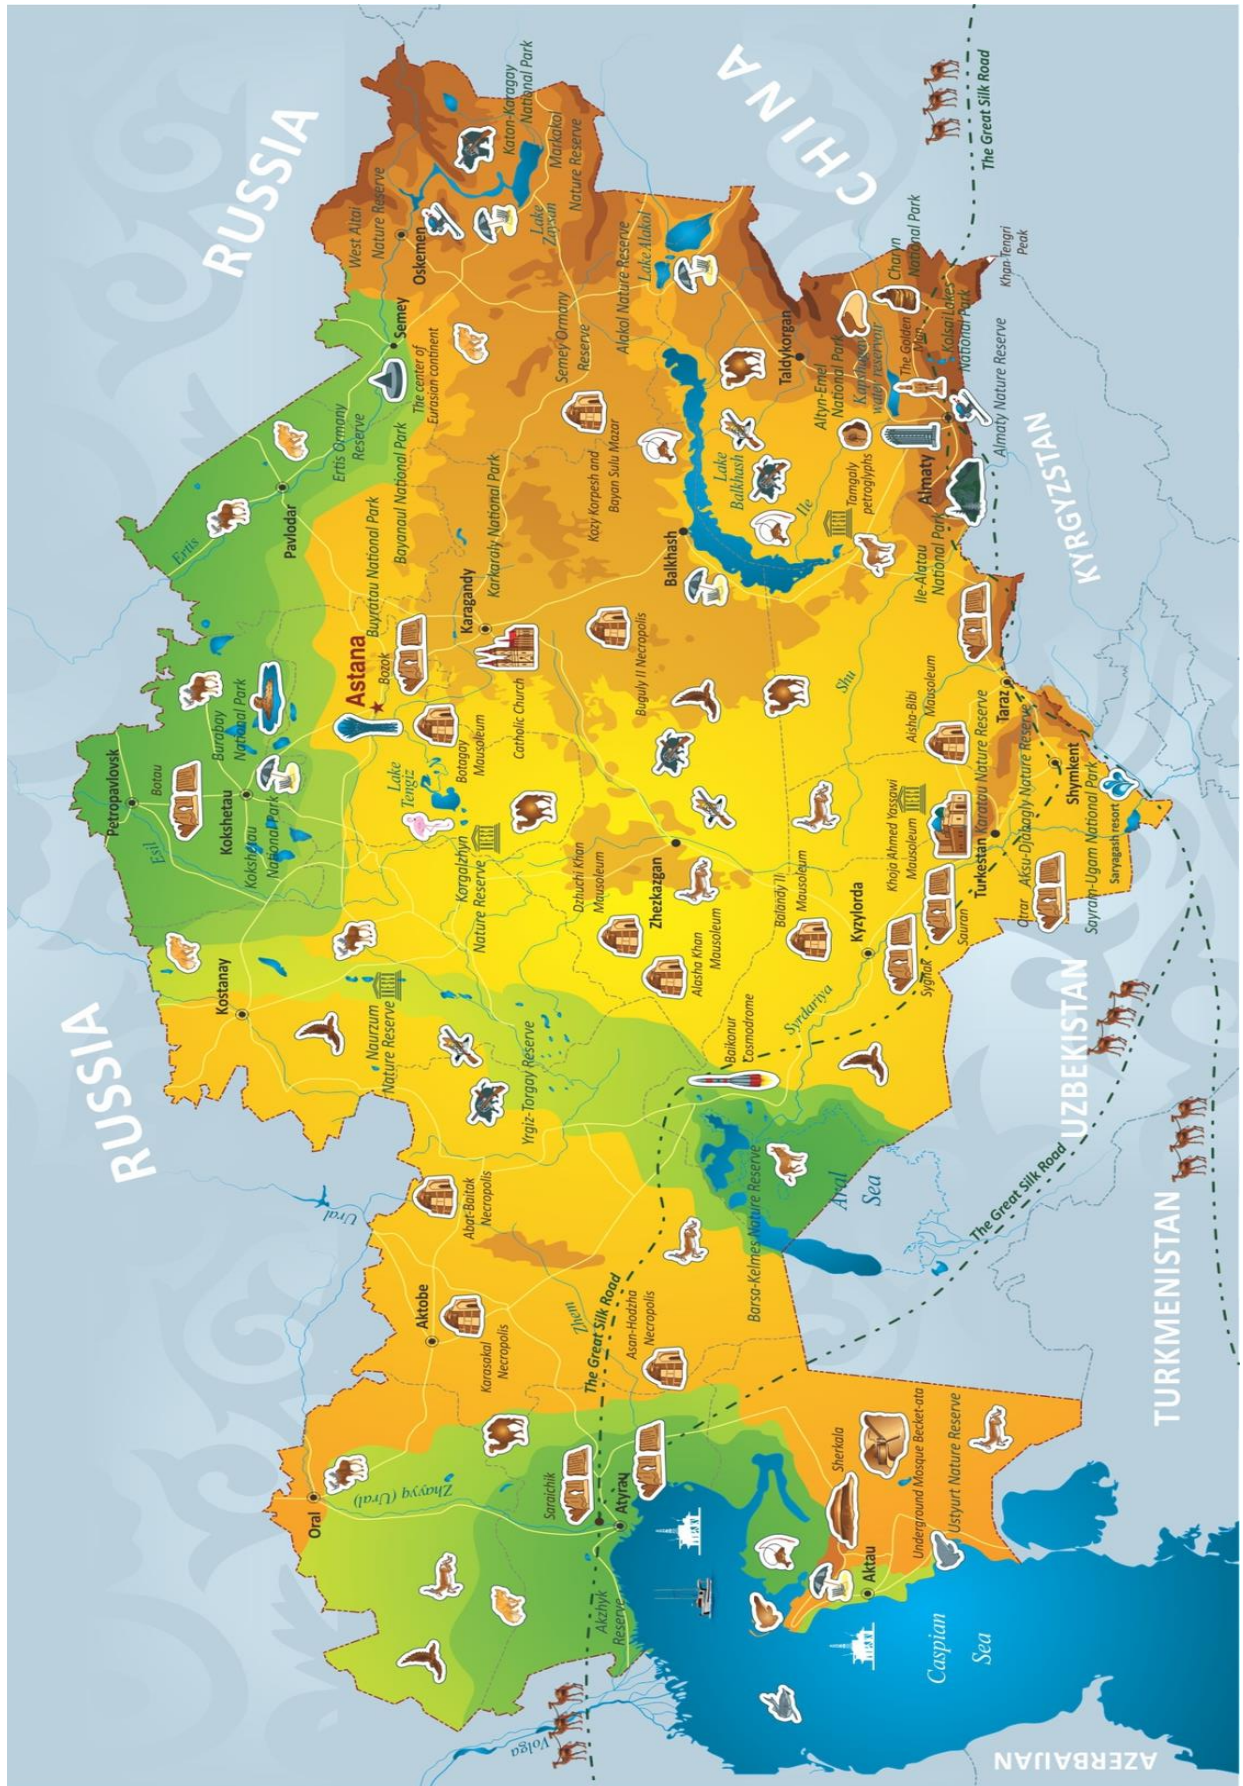 RUSSIA
RUSSIA
CHINA
KYRGYZSTAN
UZBEKISTAN
TURKMENISTAN
AZERBAIJAN
Petropavlovsk
Botau
Esil
Kokshetau
Kokshetau
National Park
Burabay
National Park
Kostanay
Ertis
Pavlodar
Ertis Ormany
Reserve
Semey
The center of
Eurasian continent
West Altai
Nature Reserve
Oskemen
Katon-Karagay
National Park
Markakol
Nature Reserve
Lake
Zaysan
Astana
Bozok
Buyratau National Park
Bayanaul National Park
Karkaraly National Park
Karagandy
Catholic Church
Botagay
Mausoleum
Lake
Tengiz
Korgalzhyn
Nature Reserve
Naurzum
Nature Reserve
Yrgiz-Torgay Reserve
Oral
Zhayyq (Ural)
Ural
Aktobe
Karasakal
Necropolis
Abat-Baitak
Necropolis
Semey Ormany
Reserve
Kozy Korpesh and
Bayan Sulu Mazar
Alakol Nature Reserve
Lake Alakol
Buguly II Necropolis
Balkhash
Lake
Balkhash
Ile
Dzhuchi Khan
Mausoleum
Zhezkazgan
Alasha Khan
Mausoleum
Zhem
The Great Silk Road
Asan-Hodzha
Necropolis
Saraichik
Atyray
Akzhyk
Reserve
Volga
Taldykorgan
Altyn-Emel
National Park
Kapshagay
water reservoir
Tamgaly
petroglyphs
The Golden
Man
Charyn
National Park
Kolsai Lakes
National Park
Almaty
Almaty Nature Reserve
Ile-Alatau
National Park
Khan-Tengri
Peak
The Great Silk Road
Shu
Baikonur
Cosmodrome
Syrdariya
Bolandy II
Mausoleum
Kyzylorda
Sygnak
Sauran
Khoja Ahmed Yassawi
Mausoleum
Aisha-Bibi
Mausoleum
Turkestan
Karatau Nature Reserve
Taraz
Otrar
Aksu-Djabagly Nature Reserve
Shymkent
Sayram-Ugam National Park
Saryagash resort
Barsa-Kelmes Nature Reserve
Aral
Sea
The Great Silk Road
Sherkala
Underground Mosque Becket-ata
Ustyurt Nature Reserve
Aktau
Caspian
Sea